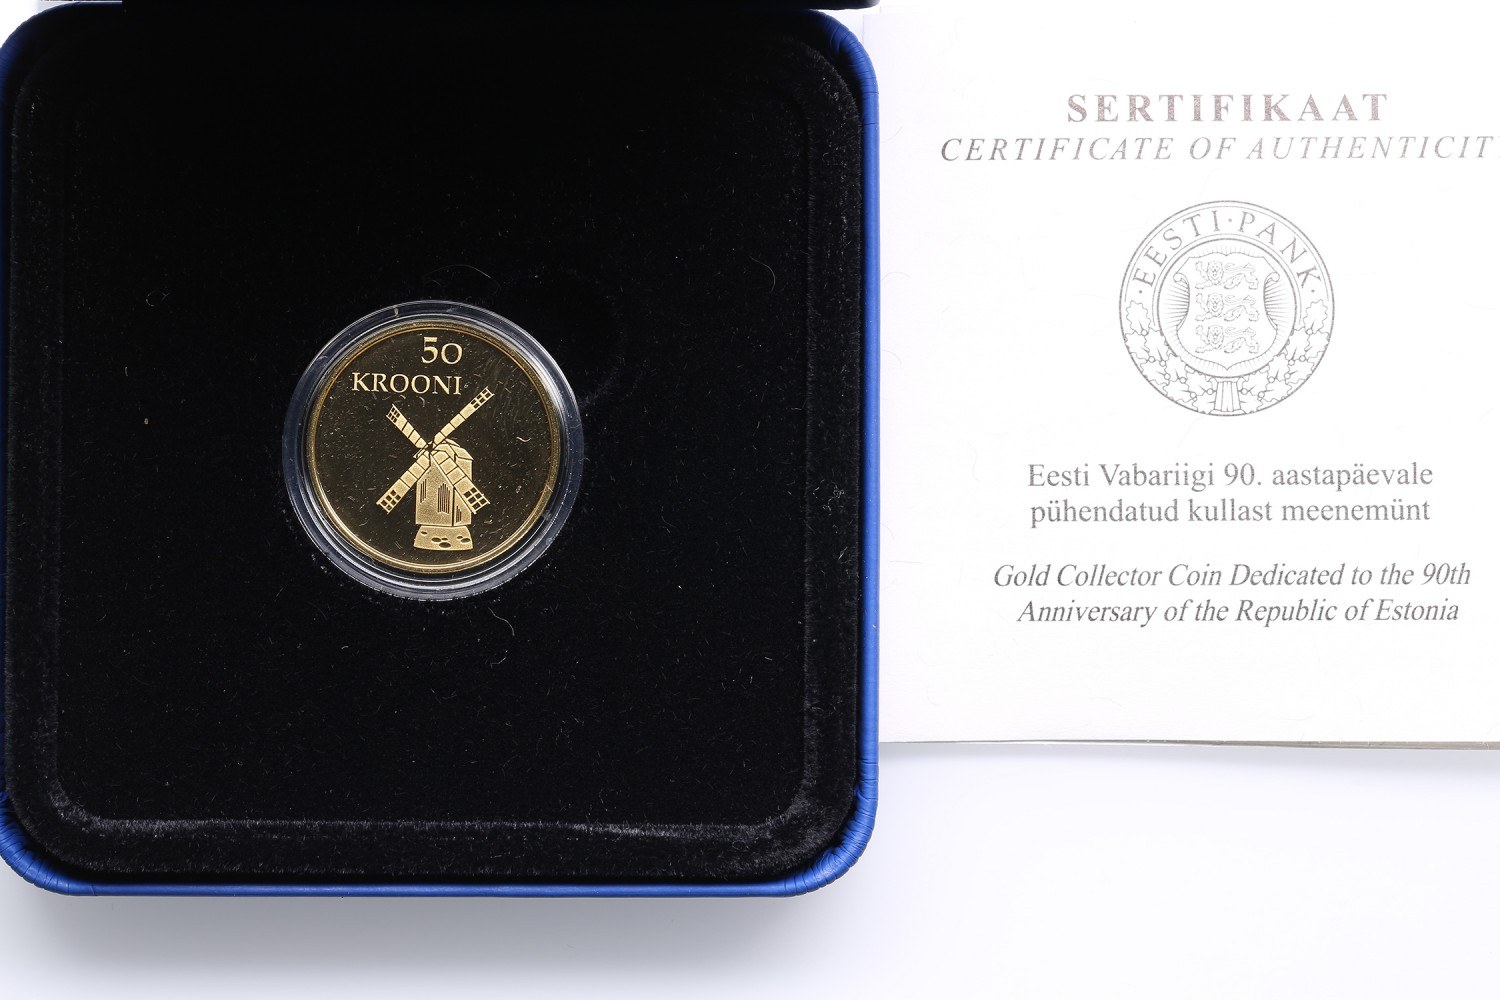 50
KROONI
SERTIFIKAAT
CERTIFICATE OF AUTHENTICIT
·EESTI·PANK·
Eesti Vabariigi 90. aastapäevale
pühendatud kullast meenemünt
Gold Collector Coin Dedicated to the 90th
Anniversary of the Republic of Estonia